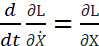 d/dt ∂L/∂Ẋ = ∂L/∂X